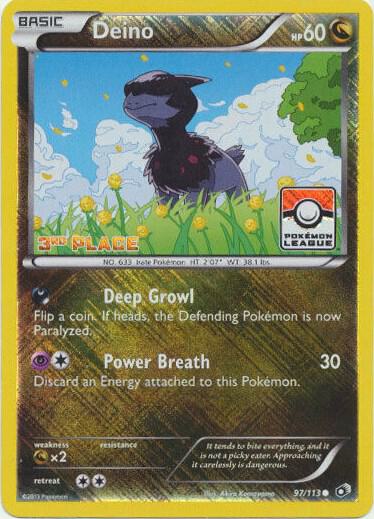 BASIC
Deino
HP60
3RD PLACE
POKÉMON
LEAGUE
NO. 633 Irate Pokémon: HT: 2'07" WT: 38.1 lbs.
Deep Growl
Flip a coin. If heads, the Defending Pokémon is now
Paralyzed.
Power Breath 30
Discard an Energy attached to this Pokémon.
weakness resistance
×2
It tends to bite everything, and it
is not a picky eater. Approaching
it carelessly is dangerous.
retreat
©2013 Pokémon
Illus. Akira Komayama
97/113